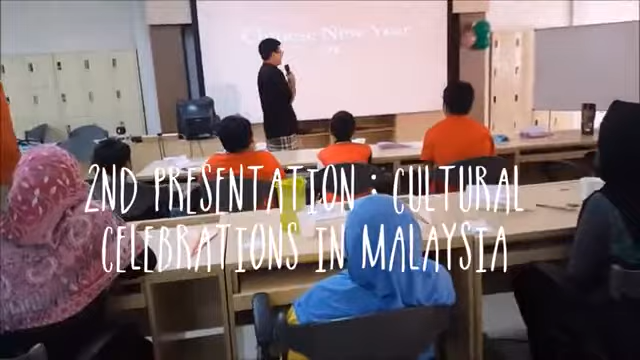 Chinese New Year
2ND PRESENTATION : CULTURAL
CELEBRATIONS IN MALAYSIA